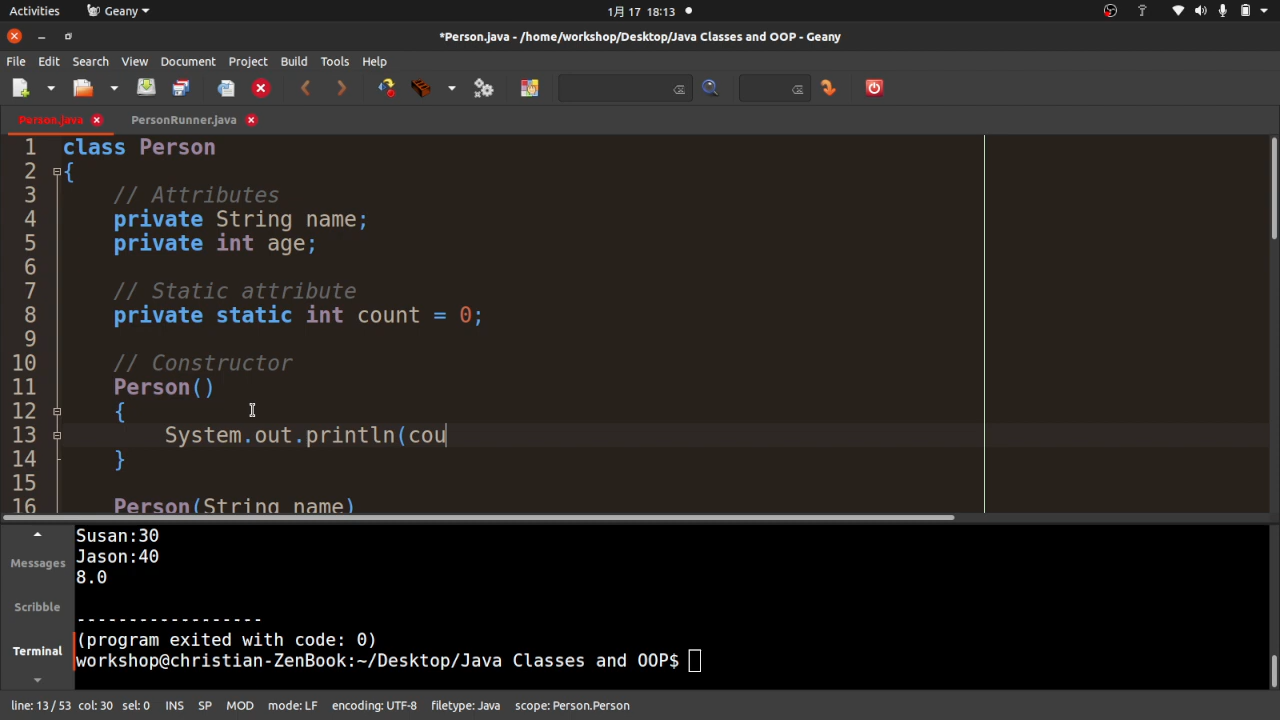 Activities
Geany
1月 17 18:13
*Person.java - /home/workshop/Desktop/Java Classes and OOP - Geany
File Edit Search View Document Project Build Tools Help
Person.java PersonRunner.java
1 class Person
2 {
3 // Attributes
4 private String name;
5 private int age;
6
7 // Static attribute
8 private static int count = 0;
9
10 // Constructor
11 Person()
12 {
13 System.out.println(cou
14 }
15
16 Person(String name)
Messages
Scribble
Terminal
Susan:30
Jason:40
8.0
------------------
(program exited with code: 0)
workshop@christian-ZenBook:~/Desktop/Java Classes and OOP$
line: 13 / 53 col: 30 sel: 0 INS SP MOD mode: LF encoding: UTF-8 filetype: Java scope: Person.Person